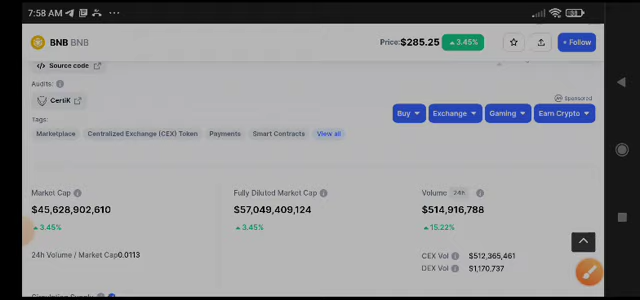 7:58 AM
BNB BNB
Price:$285.25
3.45%
+ Follow
</> Source code
Audits:
CertiK
Sponsored
Buy
Exchange
Gaming
Earn Crypto
Tags:
Marketplace
Centralized Exchange (CEX) Token
Payments
Smart Contracts
View all
Market Cap
$45,628,902,610
3.45%
Fully Diluted Market Cap
$57,049,409,124
3.45%
Volume 24h
$514,916,788
15.22%
24h Volume / Market Cap0.0113
CEX Vol $512,365,461
DEX Vol $1,170,737